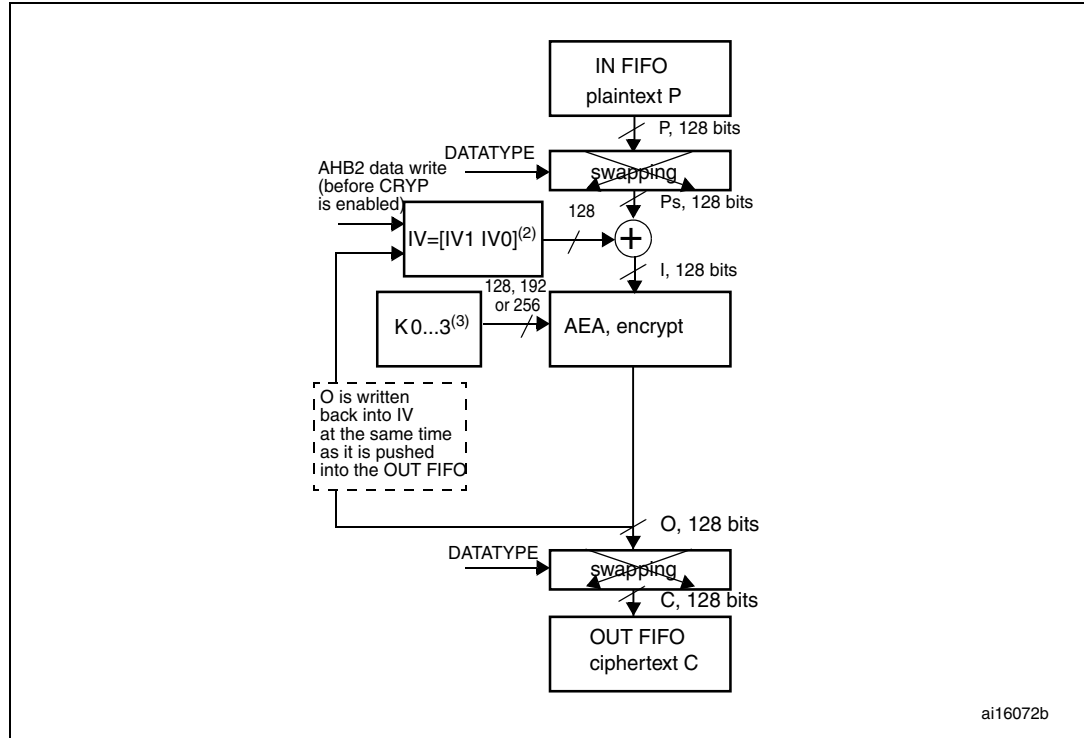 IN FIFO
plaintext P
P, 128 bits
DATATYPE
swapping
AHB2 data write
(before CRYP
is enabled)
Ps, 128 bits
128
IV=[IV1 IV0](2)
+
I, 128 bits
128, 192
or 256
K 0...3(3)
AEA, encrypt
O is written
back into IV
at the same time
as it is pushed
into the OUT FIFO
O, 128 bits
DATATYPE
swapping
C, 128 bits
OUT FIFO
ciphertext C
ai16072b